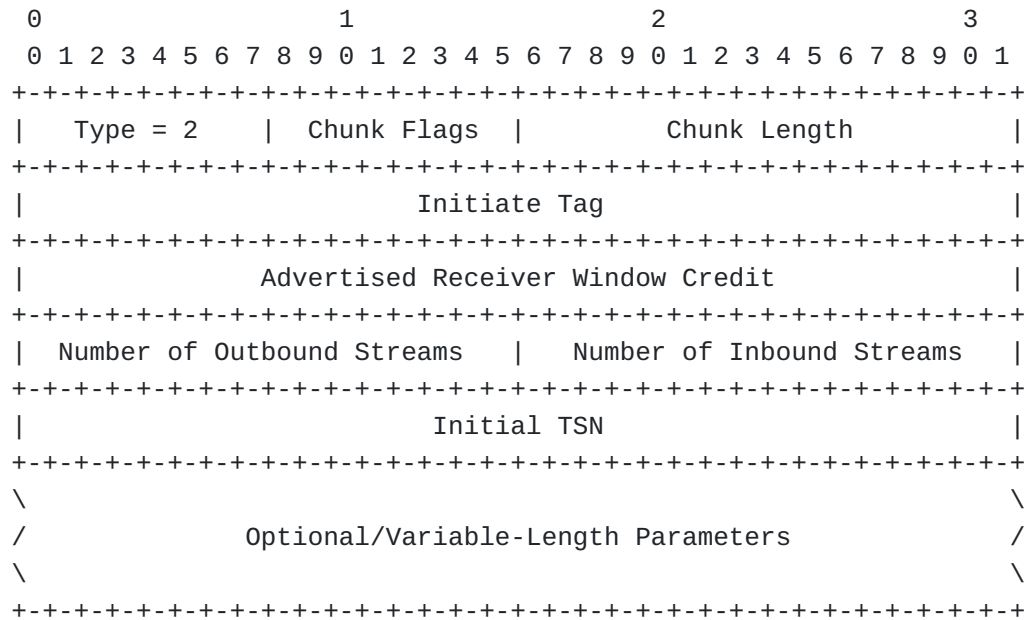 0                   1                   2                   3
 0 1 2 3 4 5 6 7 8 9 0 1 2 3 4 5 6 7 8 9 0 1 2 3 4 5 6 7 8 9 0 1
+-+-+-+-+-+-+-+-+-+-+-+-+-+-+-+-+-+-+-+-+-+-+-+-+-+-+-+-+-+-+-+-+
|   Type = 2    |  Chunk Flags  |         Chunk Length          |
+-+-+-+-+-+-+-+-+-+-+-+-+-+-+-+-+-+-+-+-+-+-+-+-+-+-+-+-+-+-+-+-+
|                         Initiate Tag                          |
+-+-+-+-+-+-+-+-+-+-+-+-+-+-+-+-+-+-+-+-+-+-+-+-+-+-+-+-+-+-+-+-+
|               Advertised Receiver Window Credit               |
+-+-+-+-+-+-+-+-+-+-+-+-+-+-+-+-+-+-+-+-+-+-+-+-+-+-+-+-+-+-+-+-+
|  Number of Outbound Streams   |   Number of Inbound Streams   |
+-+-+-+-+-+-+-+-+-+-+-+-+-+-+-+-+-+-+-+-+-+-+-+-+-+-+-+-+-+-+-+-+
|                          Initial TSN                          |
+-+-+-+-+-+-+-+-+-+-+-+-+-+-+-+-+-+-+-+-+-+-+-+-+-+-+-+-+-+-+-+-+
\                                                               \
/              Optional/Variable-Length Parameters              /
\                                                               \
+-+-+-+-+-+-+-+-+-+-+-+-+-+-+-+-+-+-+-+-+-+-+-+-+-+-+-+-+-+-+-+-+